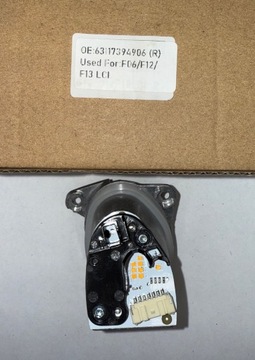 OE:63117394906 (R)
Used For F06/F12/
F13 LCI